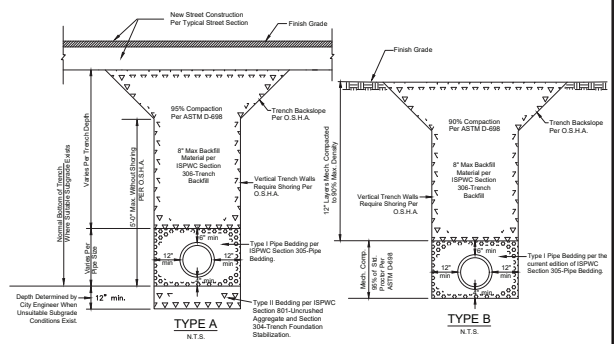 New Street Construction
Per Typical Street Section
Finish Grade
95% Compaction
Per ASTM D-698
Trench Backslope
Per O.S.H.A.
8" Max Backfill
Material per
ISPWC Section
306-Trench
Backfill
Vertical Trench Walls
Require Shoring Per
O.S.H.A.
Nominal Bottom of Trench
Where Suitable Subgrade Exists
Varies Per Trench Depth
5'-0" Max. Without Shoring
PER O.S.H.A.
Varies Per
Pipe Size
6" min
12"
min
12"
min
min
Type I Pipe Bedding per
ISPWC Section 305-Pipe
Bedding.
Depth Determined by
City Engineer When
Unsuitable Subgrade
Conditions Exist.
12" min.
Type II Bedding per ISPWC
Section 801-Uncrushed
Aggregate and Section
304-Trench Foundation
Stabilization.
TYPE A
N.T.S.
Finish Grade
90% Compaction
Per ASTM D-698
Trench Backslope
Per O.S.H.A.
8" Max Backfill
Material per
ISPWC Section
306-Trench
Backfill
12" Layers Mech. Compacted
to 90% Max. Density
Vertical Trench Walls
Require Shoring Per
O.S.H.A.
Mech. Comp.
95% of Std.
Proctor Per
ASTM D-698
6" min
12"
min
12"
min
min
Type I Pipe Bedding per the
current edition of ISPWC
Section 305-Pipe Bedding.
TYPE B
N.T.S.